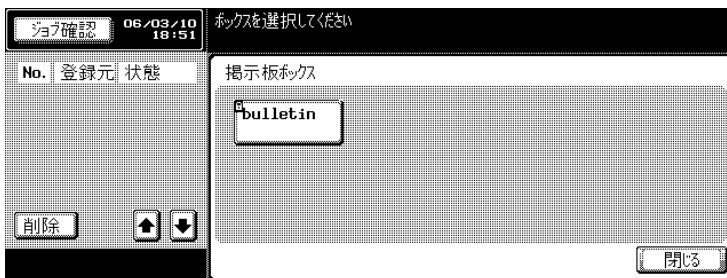 ジョブ確認
06/03/10
18:51
ボックスを選択してください
No. 登録元 状態
掲示板ボックス
bulletin
削除
閉じる